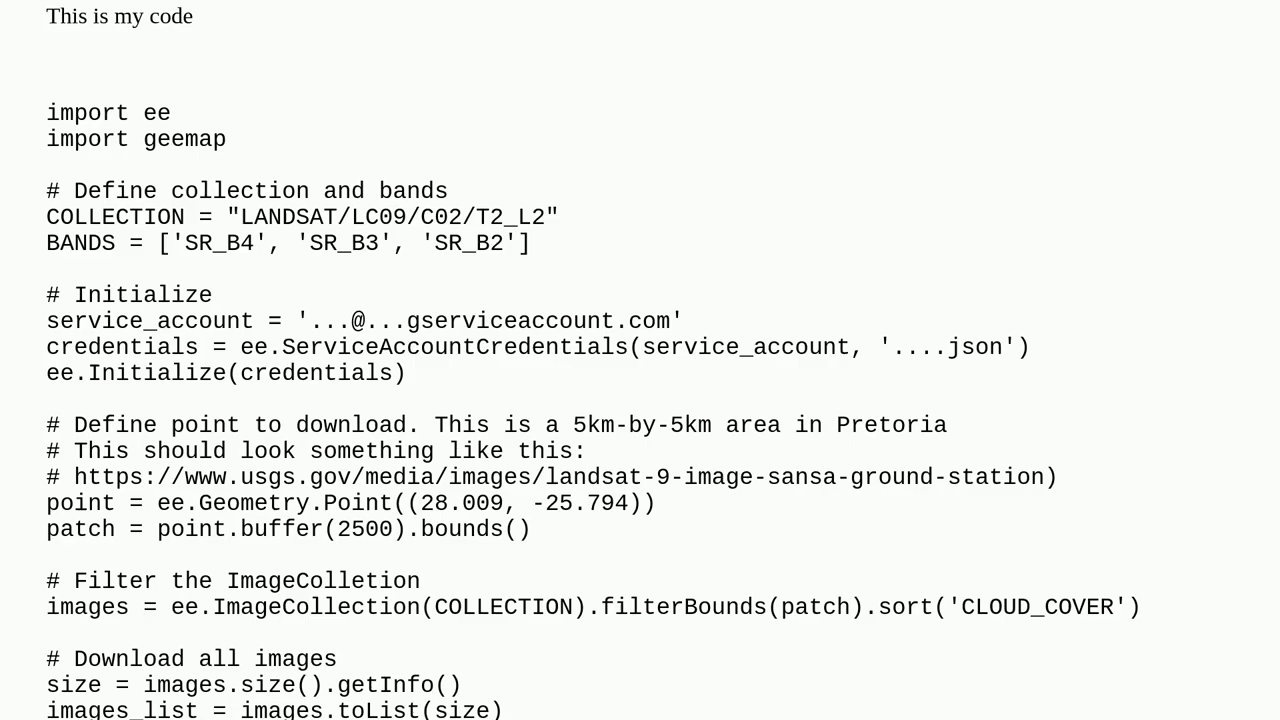 This is my code
import ee
import geemap
# Define collection and bands
COLLECTION = "LANDSAT/LC09/C02/T2_L2"
BANDS = ['SR_B4', 'SR_B3', 'SR_B2']
# Initialize
service_account = '...@...gserviceaccount.com'
credentials = ee.ServiceAccountCredentials(service_account, '....json')
ee.Initialize(credentials)
# Define point to download. This is a 5km-by-5km area in Pretoria
# This should look something like this:
# https://www.usgs.gov/media/images/landsat-9-image-sansa-ground-station)
point = ee.Geometry.Point((28.009, -25.794))
patch = point.buffer(2500).bounds()
# Filter the ImageColletion
images = ee.ImageCollection(COLLECTION).filterBounds(patch).sort('CLOUD_COVER')
# Download all images
size = images.size().getInfo()
images_list = images.toList(size)